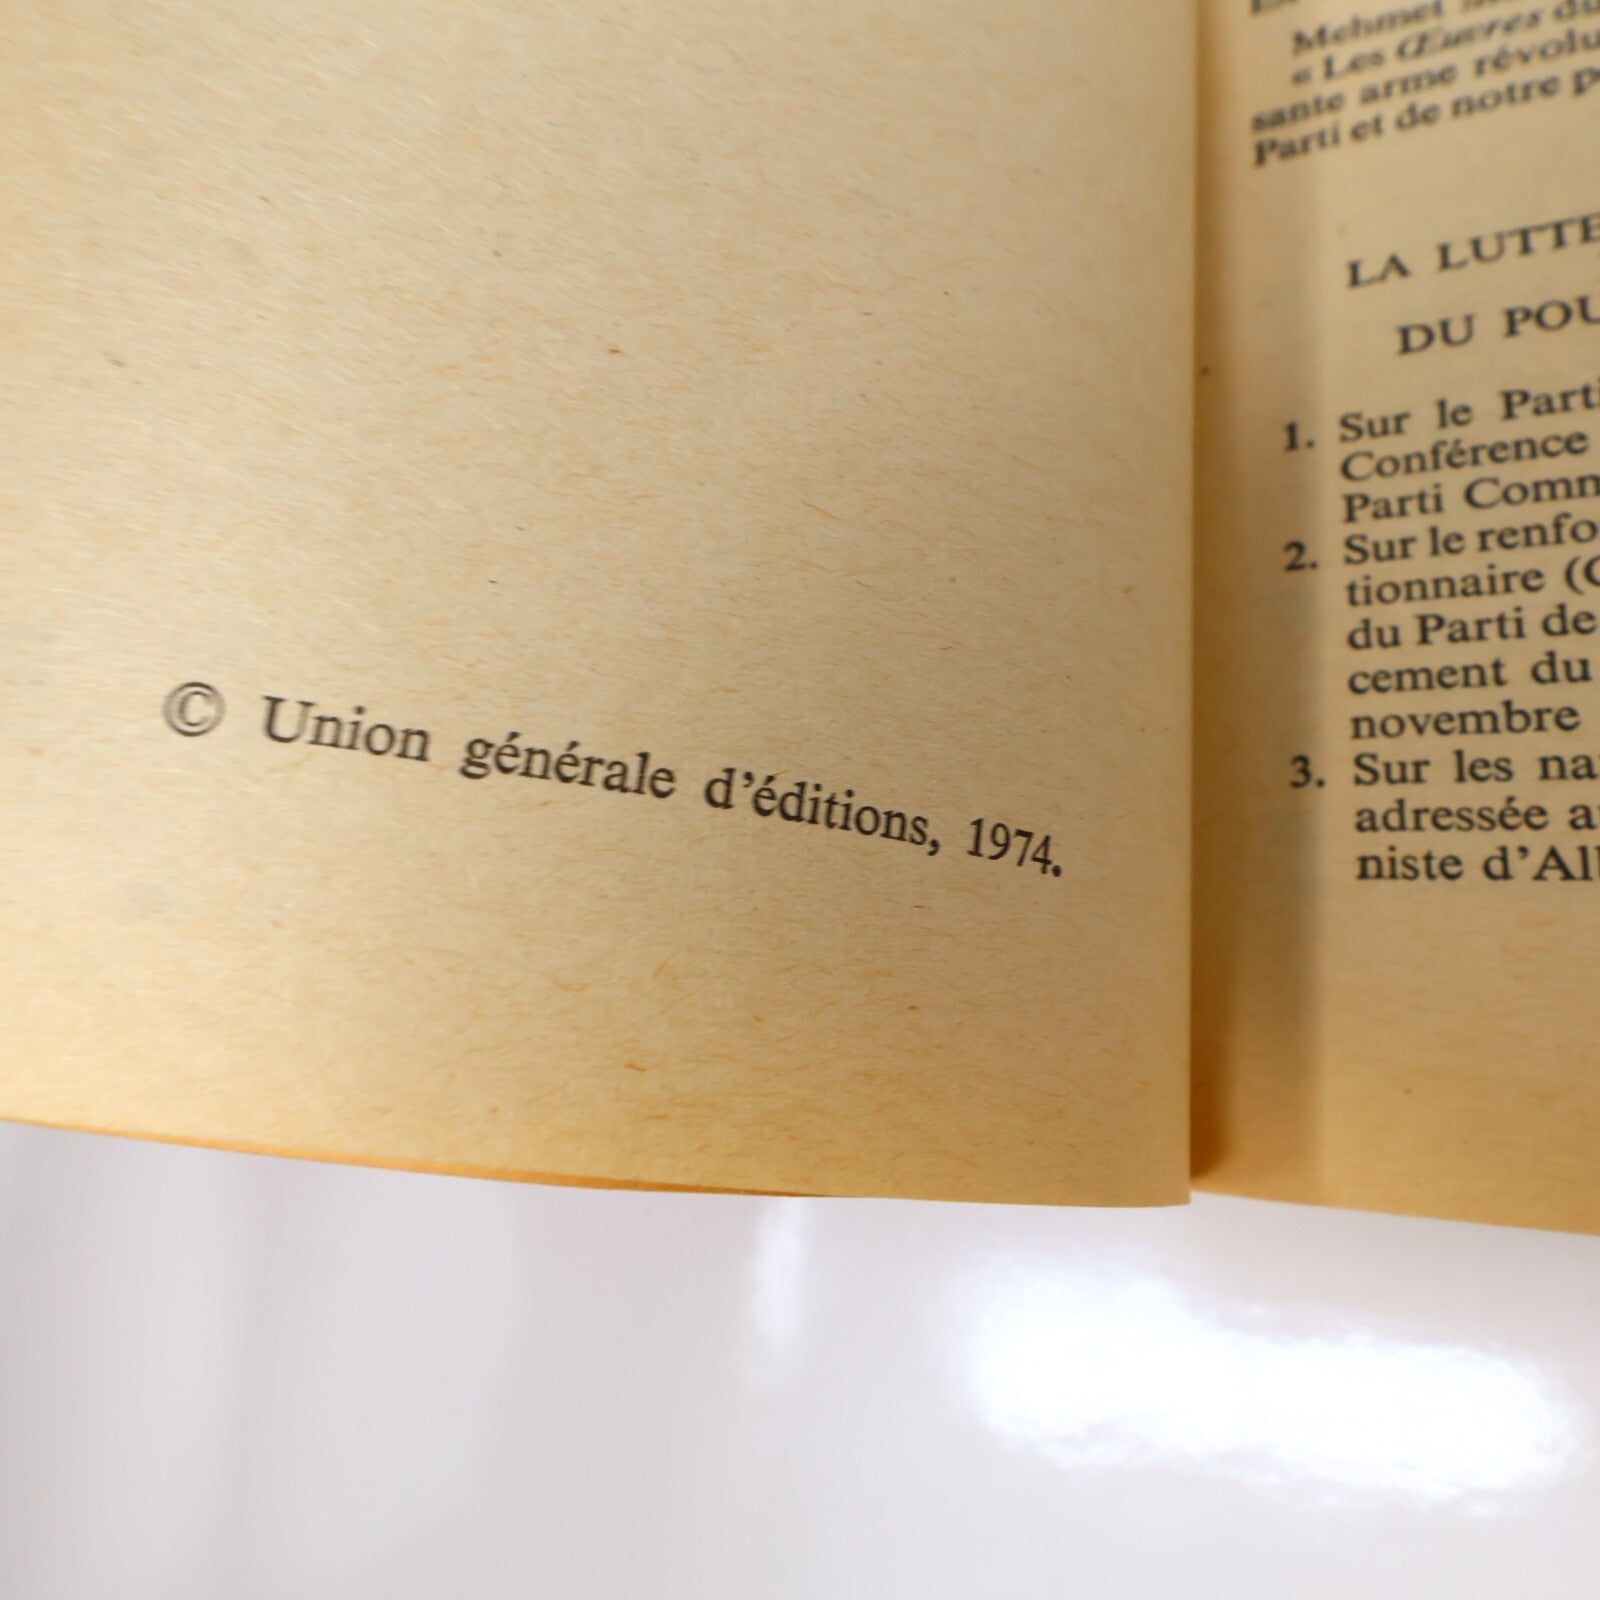 © Union générale d'éditions, 1974.
Mehmet
« Les Œuvres du
sante arme révolu
Parti et de notre
LA LUTTE
DU POU
1. Sur le Parti
Conférence
Parti Comm
2. Sur le renfo
tionnaire (
du Parti de
cement du
novembre
3. Sur les na
adressée au
niste d'Alb